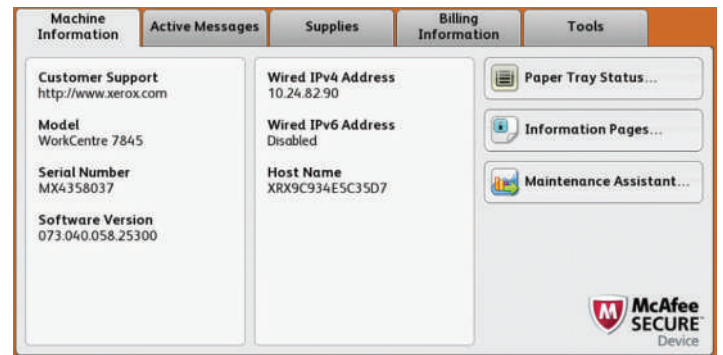 Machine
Information
Active Messages
Supplies
Billing
Information
Tools
Customer Support
http://www.xerox.com
Model
WorkCentre 7845
Serial Number
MX4358037
Software Version
073.040.058.25300
Wired IPv4 Address
10.24.82.90
Wired IPv6 Address
Disabled
Host Name
XRX9C934E5C35D7
Paper Tray Status...
Information Pages...
Maintenance Assistant...
McAfee
SECURE™
Device